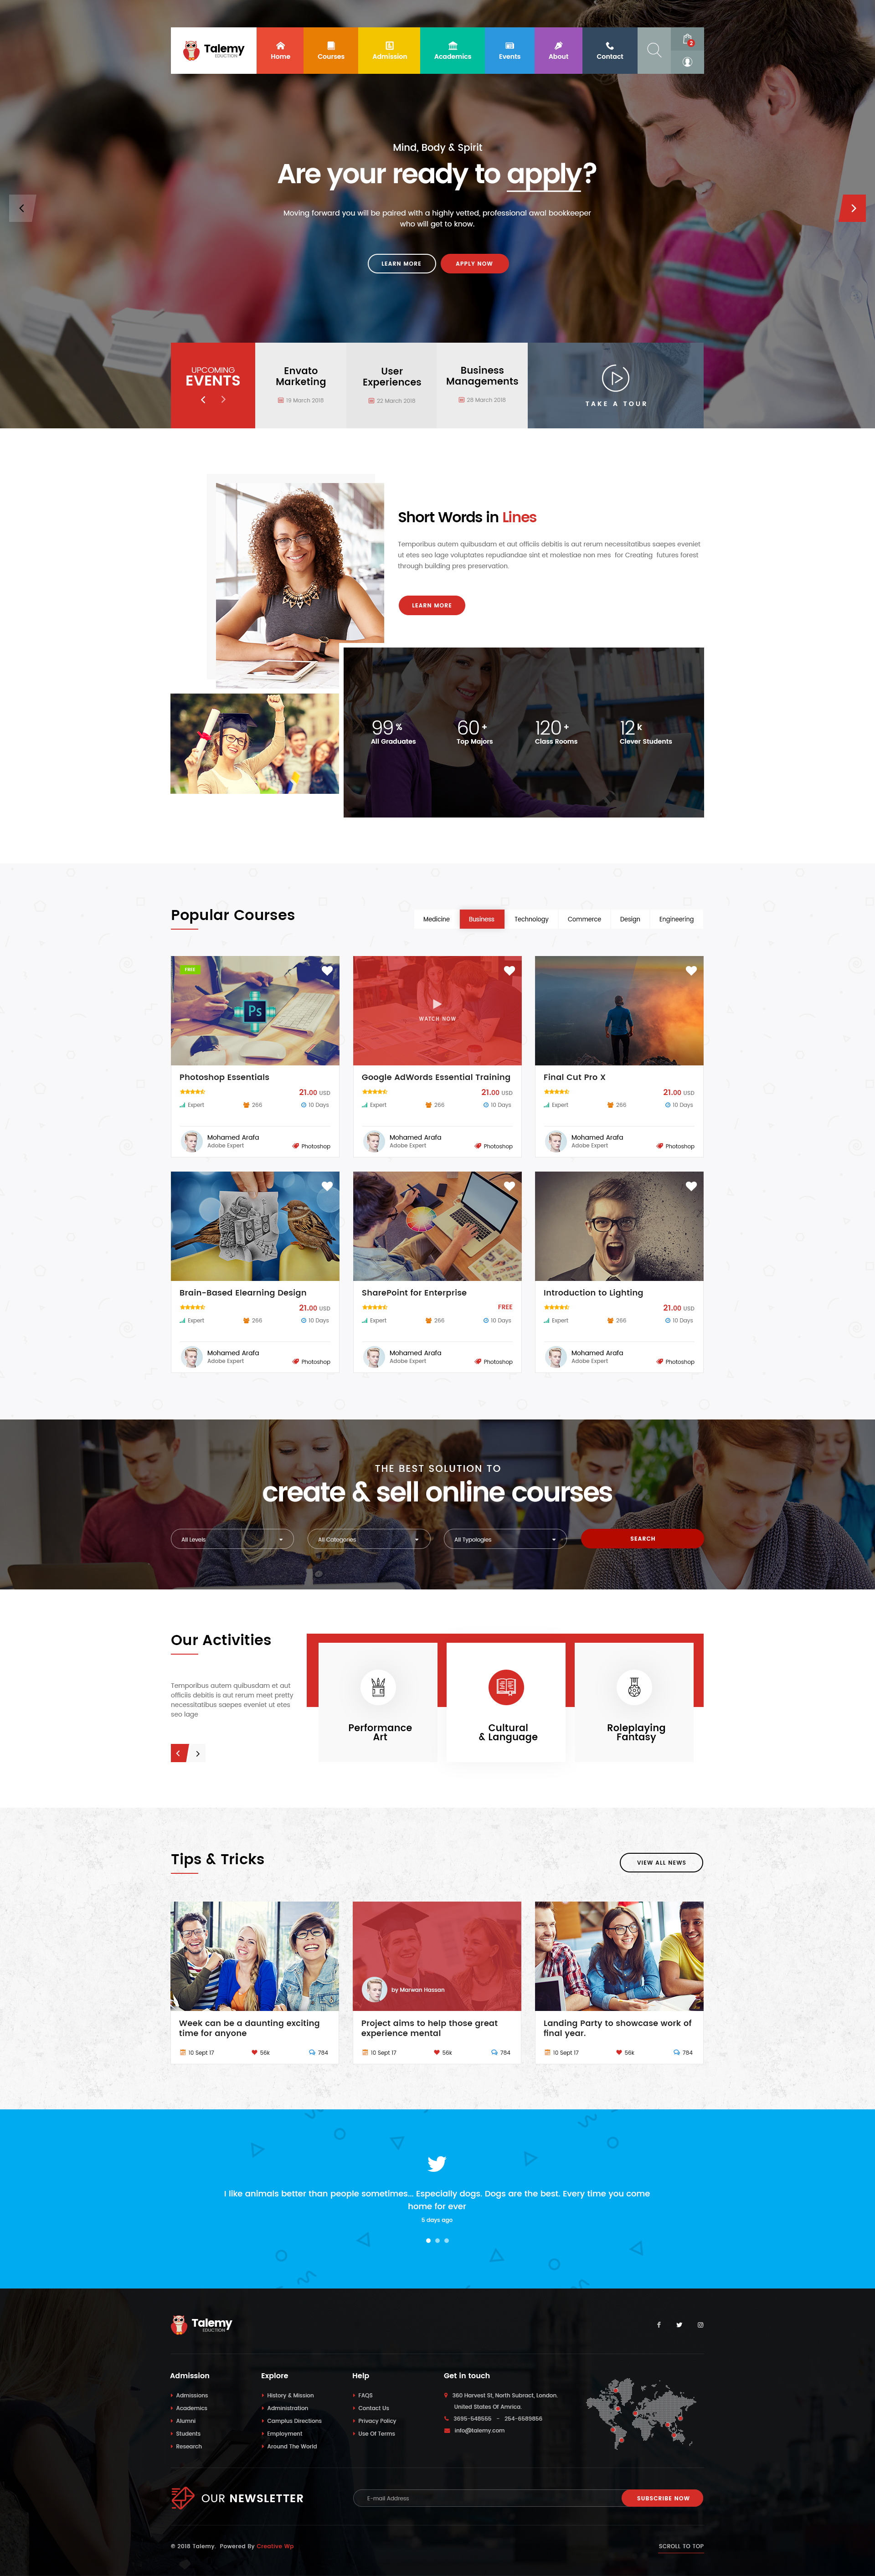 Talemy
EDUCTION
Home
Courses
Admission
Academics
Events
About
Contact
2
Mind, Body & Spirit
Are your ready to apply?
Moving forward you will be paired with a highly vetted, professional awal bookkeeper
who will get to know.
LEARN MORE
APPLY NOW
UPCOMING
EVENTS
Envato
Marketing
19 March 2018
User
Experiences
22 March 2018
Business
Managements
28 March 2018
TAKE A TOUR
Short Words in Lines
Temporibus autem quibusdam et aut officiis debitis is aut rerum necessitatibus saepes eveniet
ut etes seo lage voluptates repudiandae sint et molestiae non mes for Creating futures forest
through building pres preservation.
LEARN MORE
99 %
All Graduates
60 +
Top Majors
120 +
Class Rooms
12 k
Clever Students
Popular Courses
Medicine
Business
Technology
Commerce
Design
Engineering
FREE
Ps
WATCH NOW
Photoshop Essentials
21.00 USD
Expert
266
10 Days
Mohamed Arafa
Adobe Expert
Photoshop
Google AdWords Essential Training
21.00 USD
Expert
266
10 Days
Mohamed Arafa
Adobe Expert
Photoshop
Final Cut Pro X
21.00 USD
Expert
266
10 Days
Mohamed Arafa
Adobe Expert
Photoshop
Brain-Based Elearning Design
21.00 USD
Expert
266
10 Days
Mohamed Arafa
Adobe Expert
Photoshop
SharePoint for Enterprise
FREE
Expert
266
10 Days
Mohamed Arafa
Adobe Expert
Photoshop
Introduction to Lighting
21.00 USD
Expert
266
10 Days
Mohamed Arafa
Adobe Expert
Photoshop
THE BEST SOLUTION TO
create & sell online courses
All Levels
All Categories
All Typologies
SEARCH
Our Activities
Temporibus autem quibusdam et aut
officiis debitis is aut rerum meet pretty
necessitatibus saepes eveniet ut etes
seo lage
Performance
Art
Cultural
& Language
Roleplaying
Fantasy
Tips & Tricks
VIEW ALL NEWS
by Marwan Hassan
Week can be a daunting exciting
time for anyone
10 Sept 17
56k
784
Project aims to help those great
experience mental
10 Sept 17
56k
784
Landing Party to showcase work of
final year.
10 Sept 17
56k
784
I like animals better than people sometimes... Especially dogs. Dogs are the best. Every time you come
home for ever
5 days ago
Talemy
EDUCTION
Admission
Admissions
Academics
Alumni
Students
Research
Explore
History & Mission
Administration
Camplus Directions
Employment
Around The World
Help
FAQS
Contact Us
Privacy Policy
Use Of Terms
Get in touch
360 Harvest St, North Subract, London.
United States Of Amrica.
3695-548565 - 254-6589856
info@talemy.com
OUR NEWSLETTER
E-mail Address
SUBSCRIBE NOW
© 2018 Talemy. Powered By Creative Wp
SCROLL TO TOP